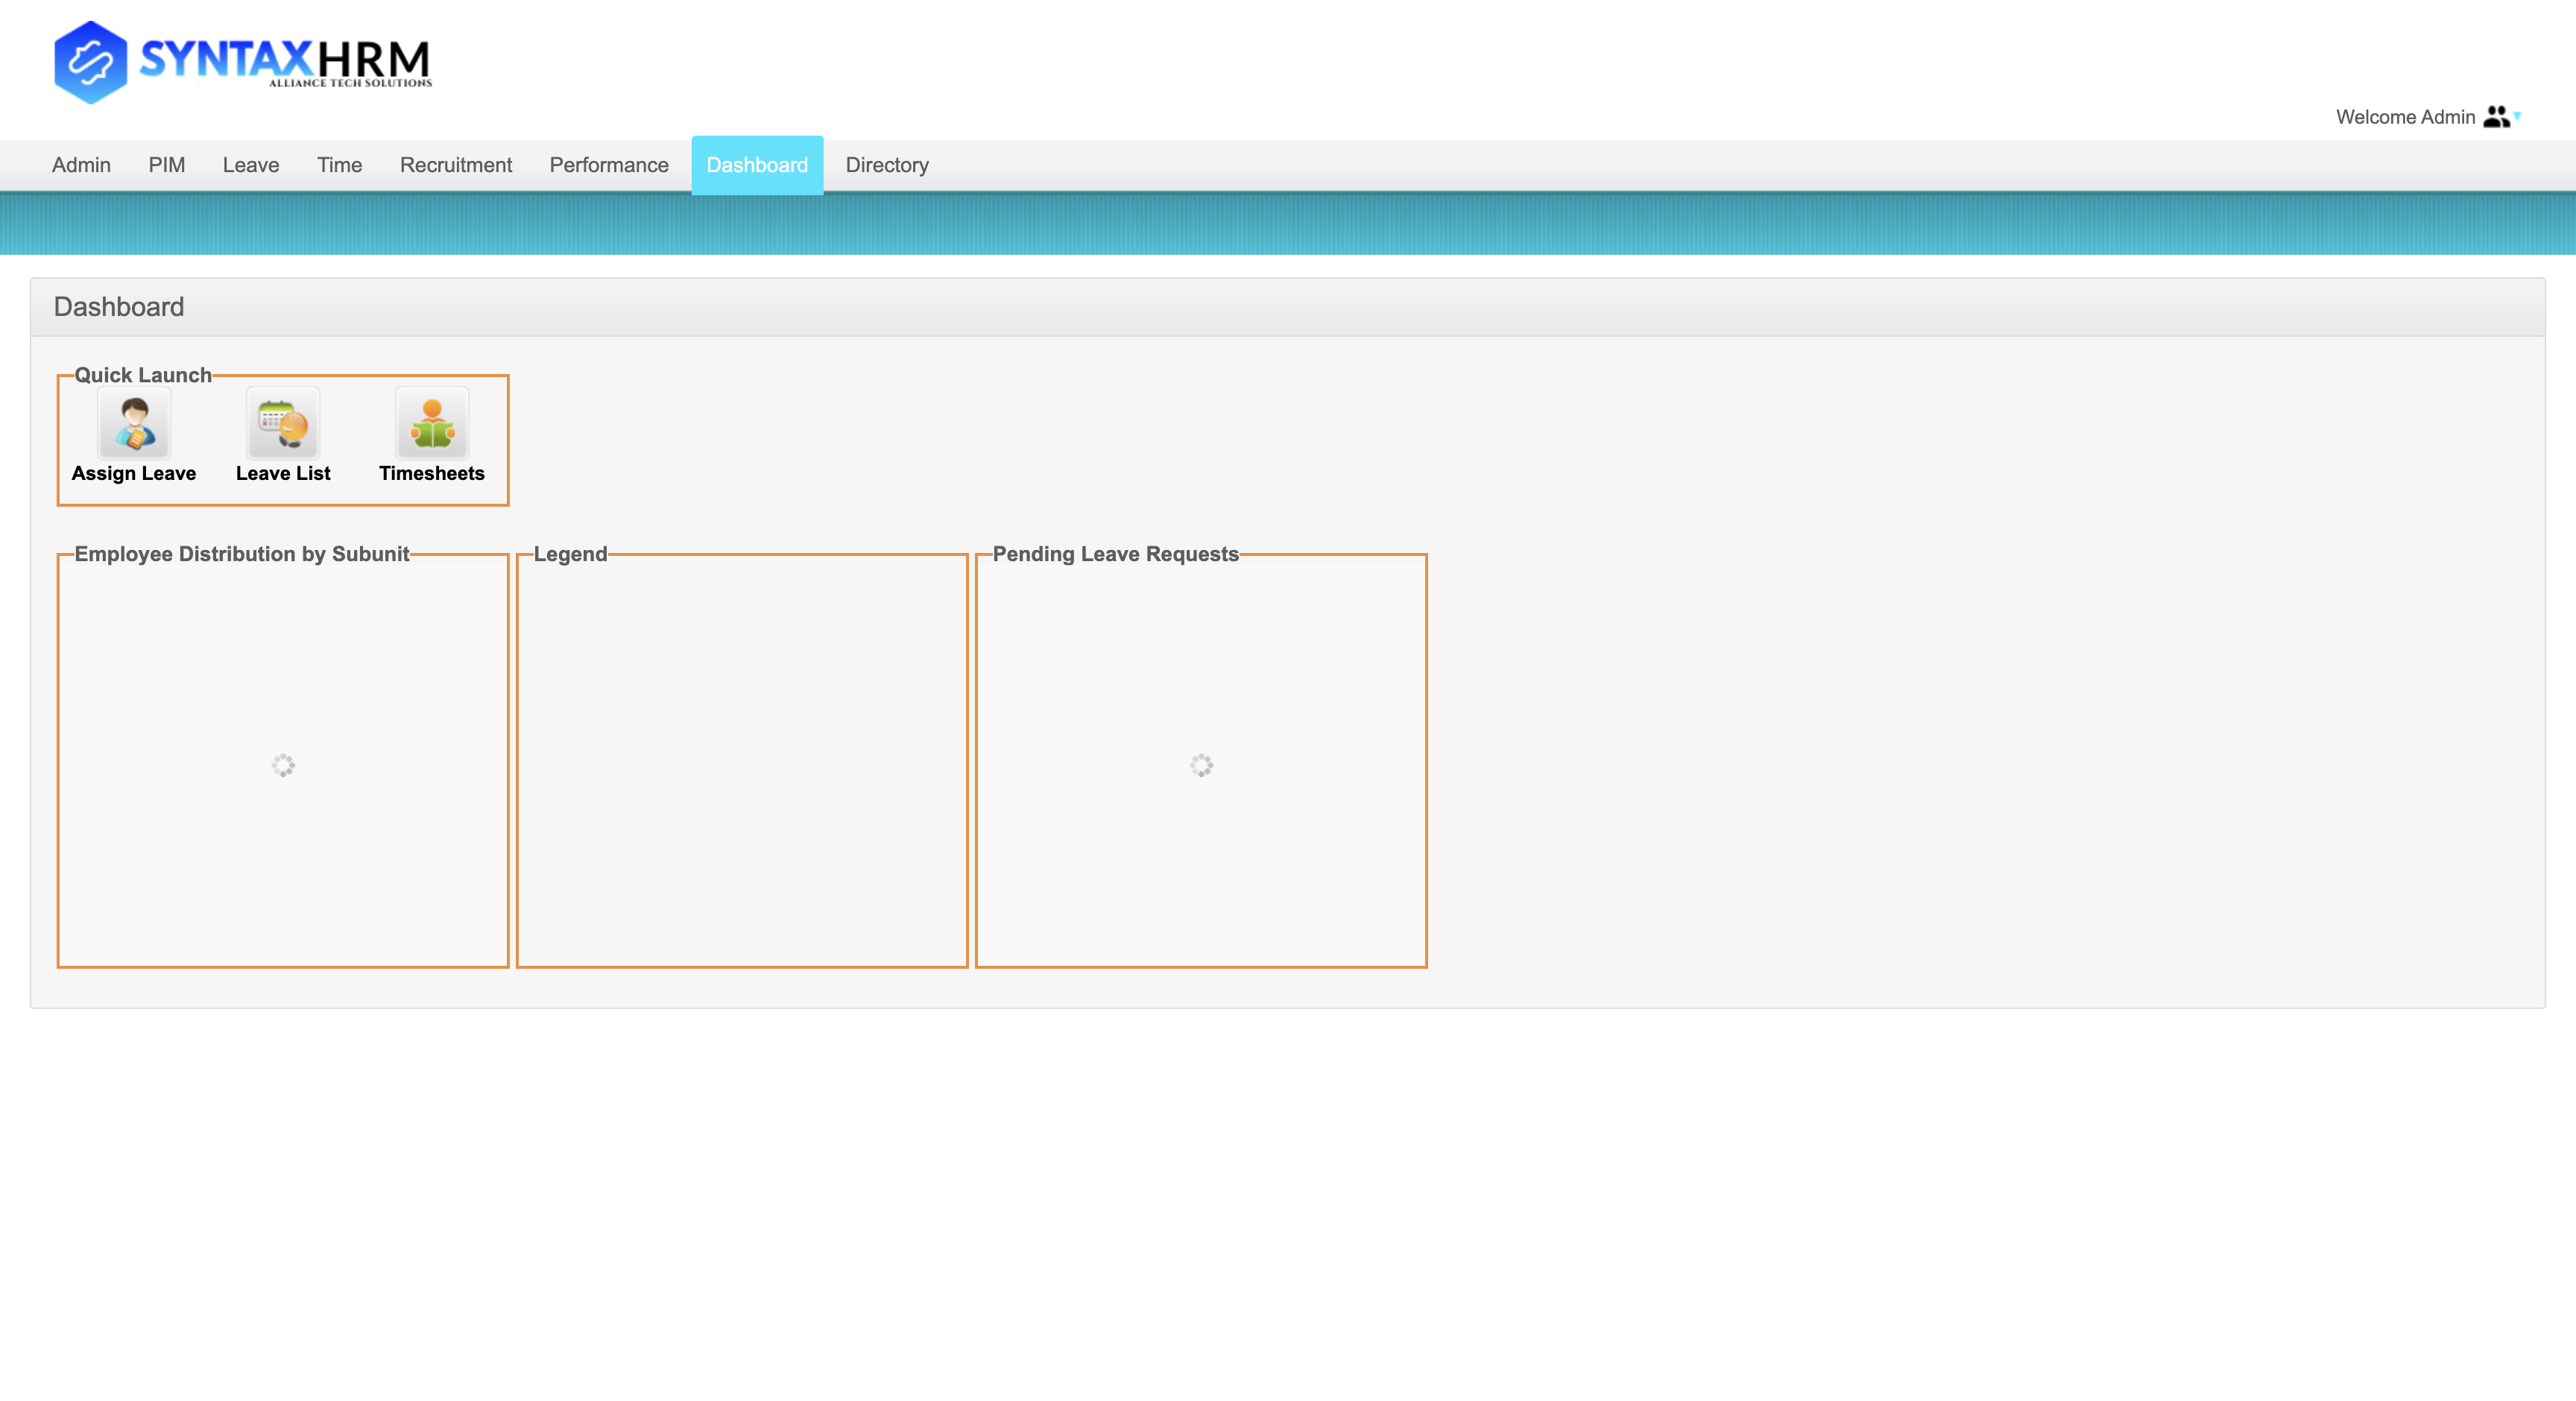 SYNTAXHRM
ALLIANCE TECH SOLUTIONS
Welcome Admin
Admin PIM Leave Time Recruitment Performance Dashboard Directory
Dashboard
Quick Launch
Assign Leave Leave List Timesheets
Employee Distribution by Subunit Legend Pending Leave Requests